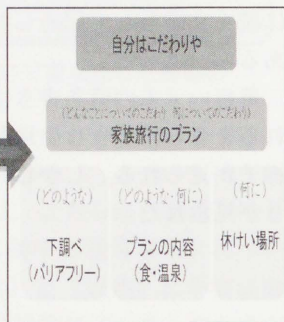 自分はこだわりや
(どんなことについてのこだわり 何についてのこだわり)
家族旅行のプラン
(どのような)
下調べ
(バリアフリー)
(どのような・何に)
プランの内容
(食・温泉)
(何に)
休けい場所